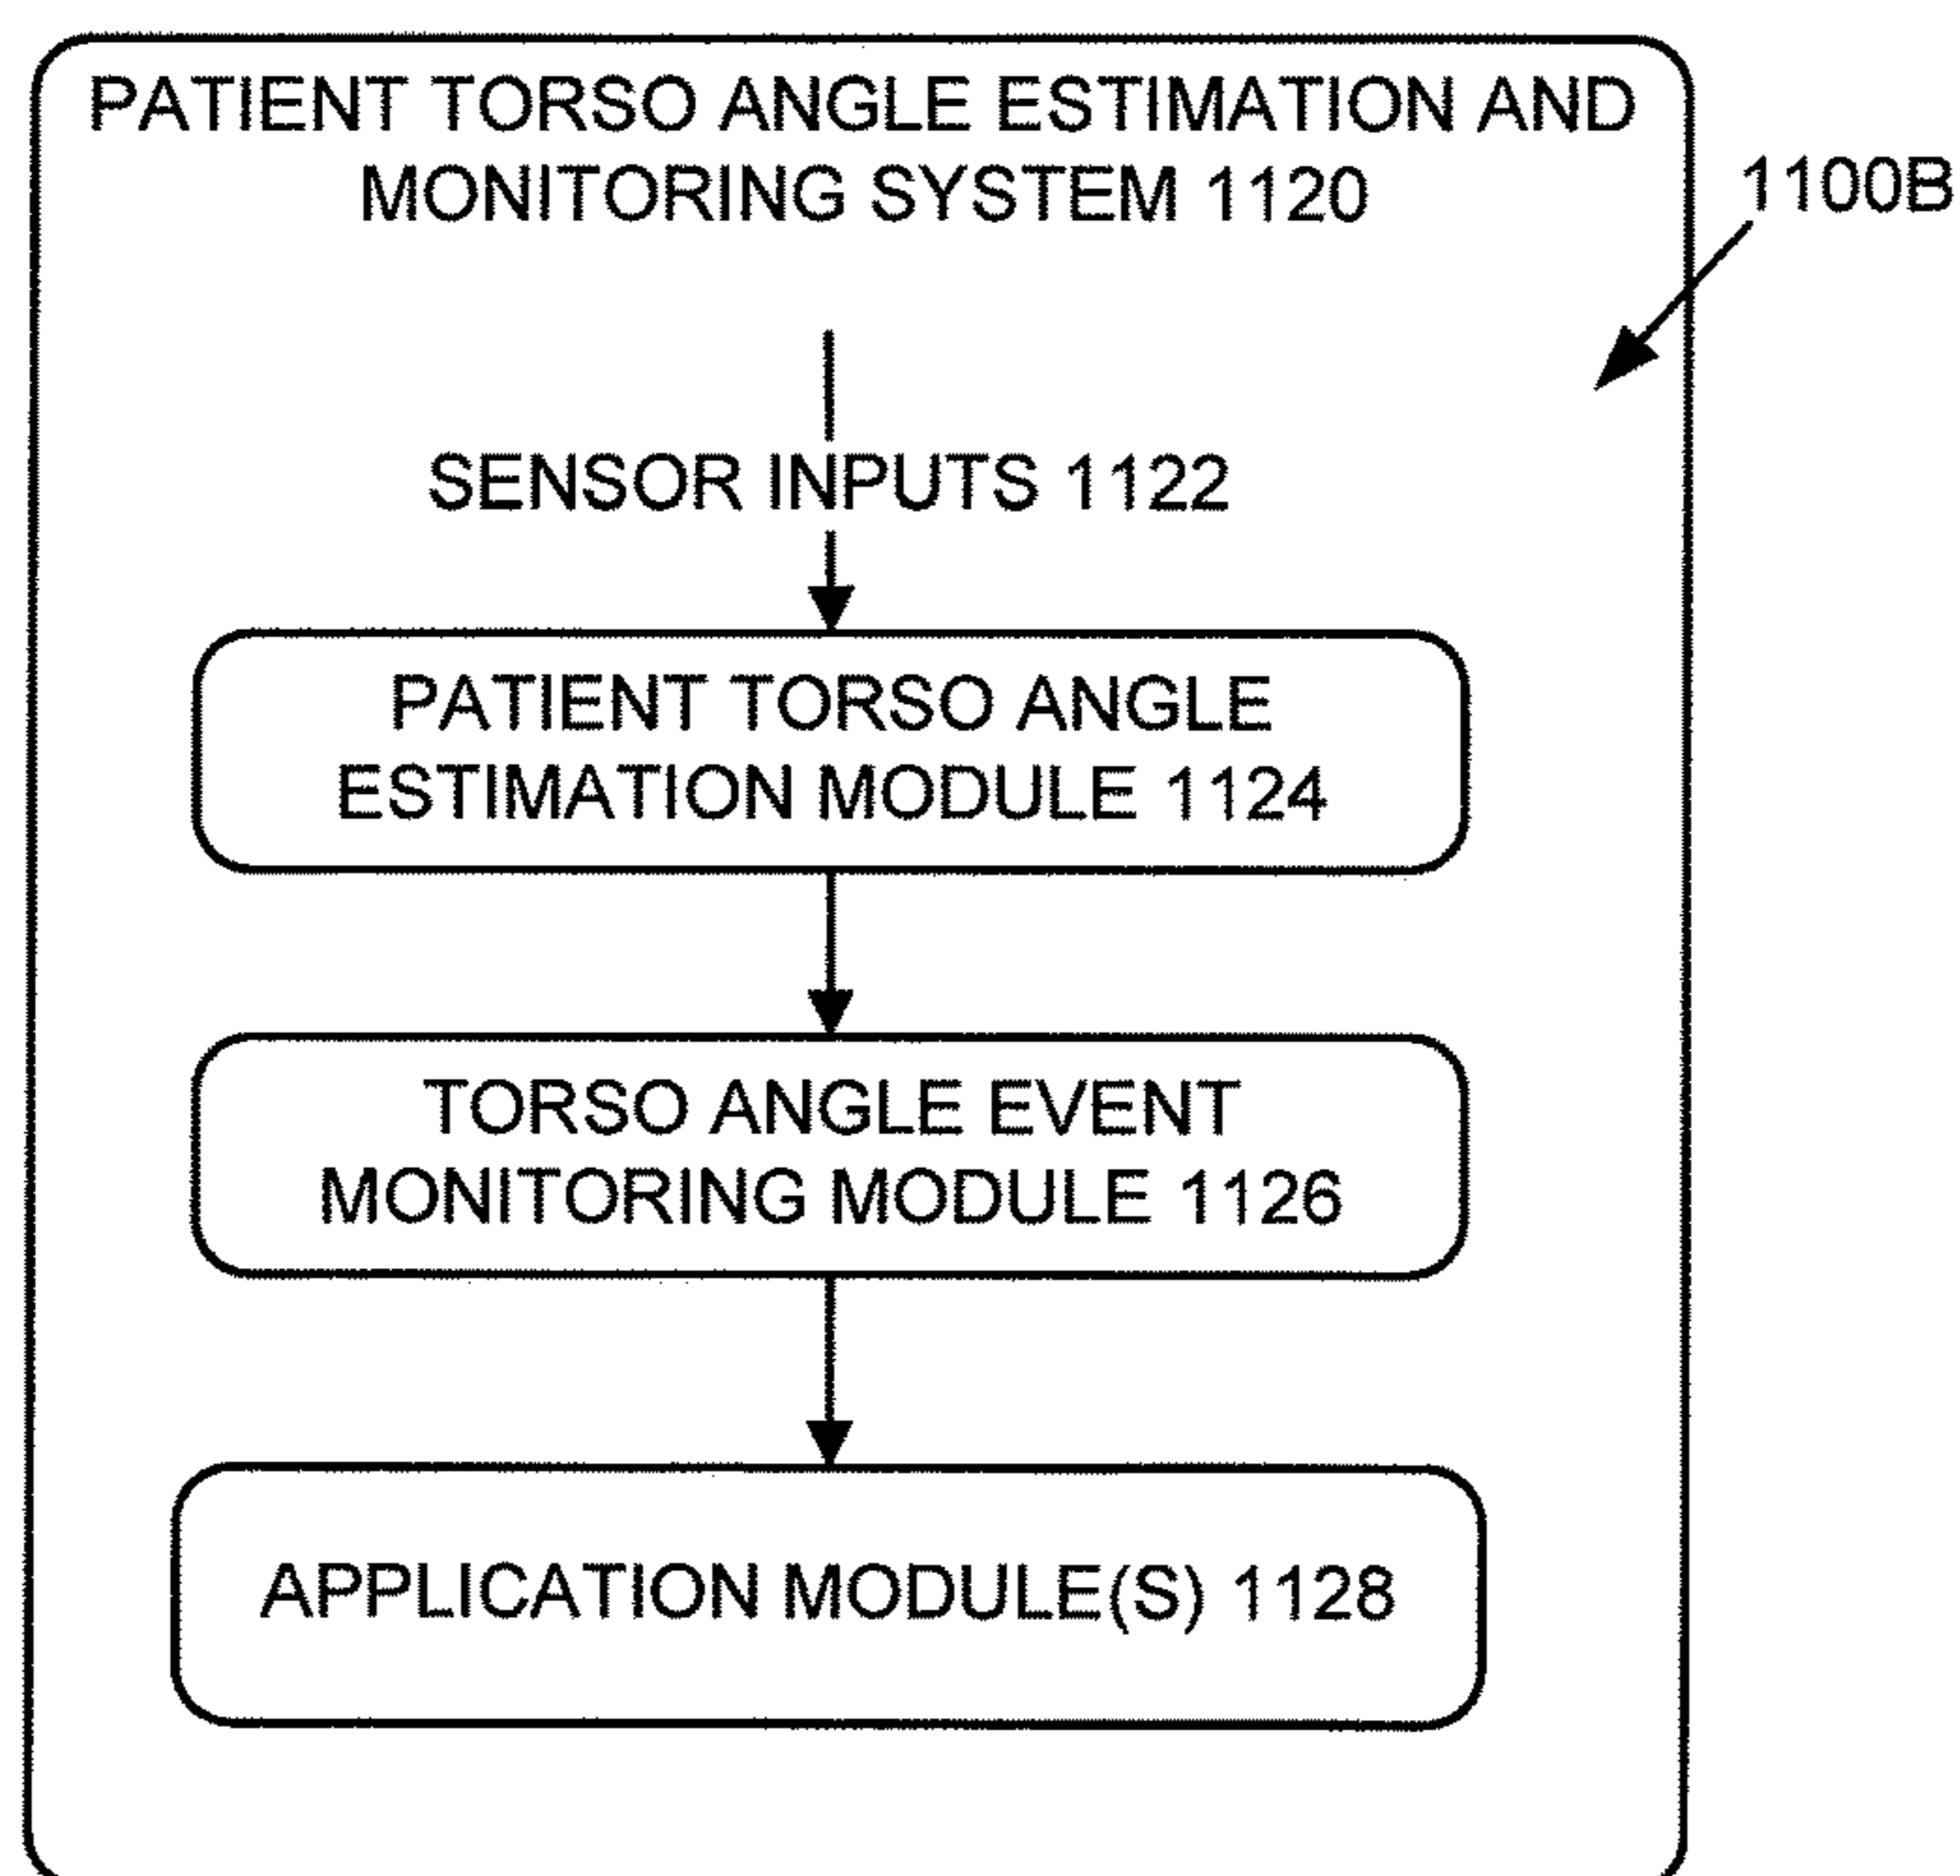 PATIENT TORSO ANGLE ESTIMATION AND
MONITORING SYSTEM 1120
1100B
SENSOR INPUTS 1122
PATIENT TORSO ANGLE
ESTIMATION MODULE 1124
TORSO ANGLE EVENT
MONITORING MODULE 1126
APPLICATION MODULE(S) 1128